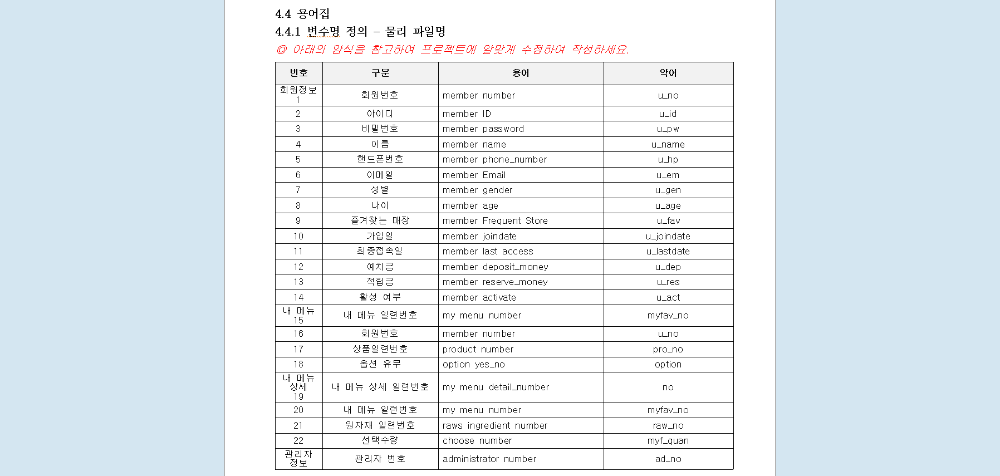 4.4 용어집
4.4.1 변수명 정의 – 물리 파일명
◎ 아래의 양식을 참고하여 프로젝트에 알맞게 수정하여 작성하세요.
번호 구분 용어 약어
회원정보
1 회원번호 member number u_no
2 아이디 member ID u_id
3 비밀번호 member password u_pw
4 이름 member name u_name
5 핸드폰번호 member phone_number u_hp
6 이메일 member Email u_em
7 성별 member gender u_gen
8 나이 member age u_age
9 즐겨찾는 매장 member Frequent Store u_fav
10 가입일 member joindate u_joindate
11 최종접속일 member last access u_lastdate
12 예치금 member deposit_money u_dep
13 적립금 member reserve_money u_res
14 활성 여부 member activate u_act
내 메뉴
15 내 메뉴 일련번호 my menu number myfav_no
16 회원번호 member number u_no
17 상품일련번호 product number pro_no
18 옵션 유무 option yes_no option
내 메뉴
상세
19 내 메뉴 상세 일련번호 my menu detail_number no
20 내 메뉴 일련번호 my menu number myfav_no
21 원자재 일련번호 raws ingredient number raw_no
22 선택수량 choose number myf_quan
관리자
정보 관리자 번호 administrator number ad_no